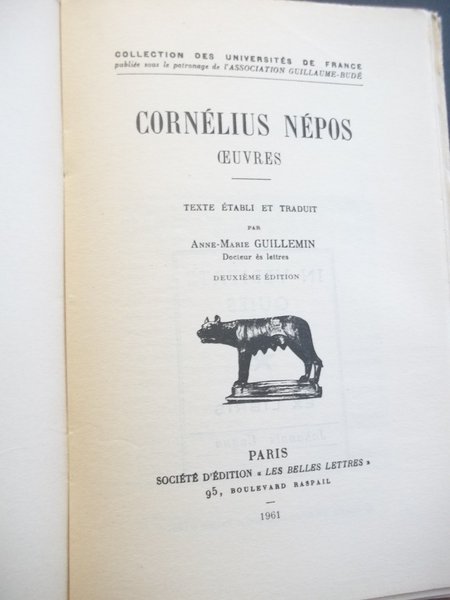 COLLECTION DES UNIVERSITÉS DE FRANCE
publiée sous le patronage de l'ASSOCIATION GUILLAUME-BUDÉ
CORNÉLIUS NÉPOS
ŒUVRES
TEXTE ÉTABLI ET TRADUIT
PAR
ANNE-MARIE GUILLEMIN
Docteur ès lettres
DEUXIÈME ÉDITION
PARIS
SOCIÉTÉ D'ÉDITION « LES BELLES LETTRES »
95, BOULEVARD RASPAIL
1961